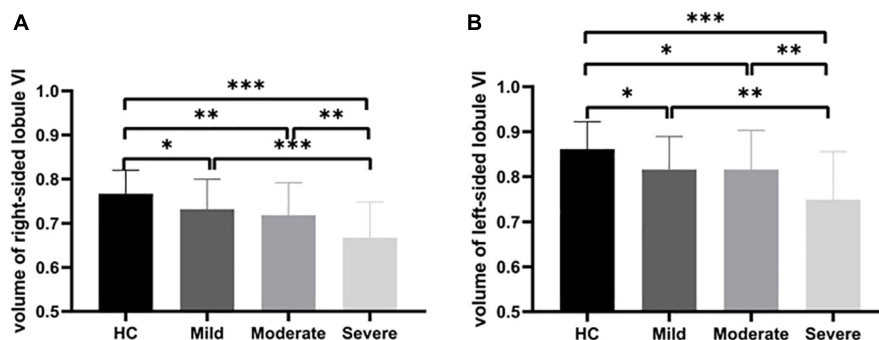 A
volume of right-sided lobule VI
1.0
0.9
0.8
0.7
0.6
0.5
***
**
**
*
***
HC
Mild
Moderate
Severe
B
volume of left-sided lobule VI
1.0
0.9
0.8
0.7
0.6
0.5
***
*
**
*
**
HC
Mild
Moderate
Severe